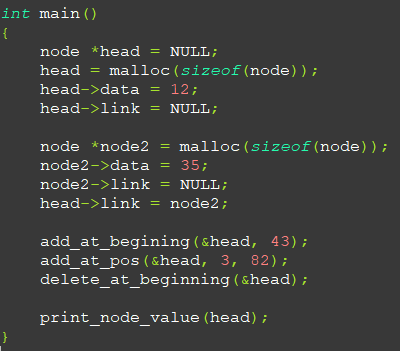 int main()
{
    node *head = NULL;
    head = malloc(sizeof(node));
    head->data = 12;
    head->link = NULL;

    node *node2 = malloc(sizeof(node));
    node2->data = 35;
    node2->link = NULL;
    head->link = node2;

    add_at_begining(&head, 43);
    add_at_pos(&head, 3, 82);
    delete_at_beginning(&head);

    print_node_value(head);
}